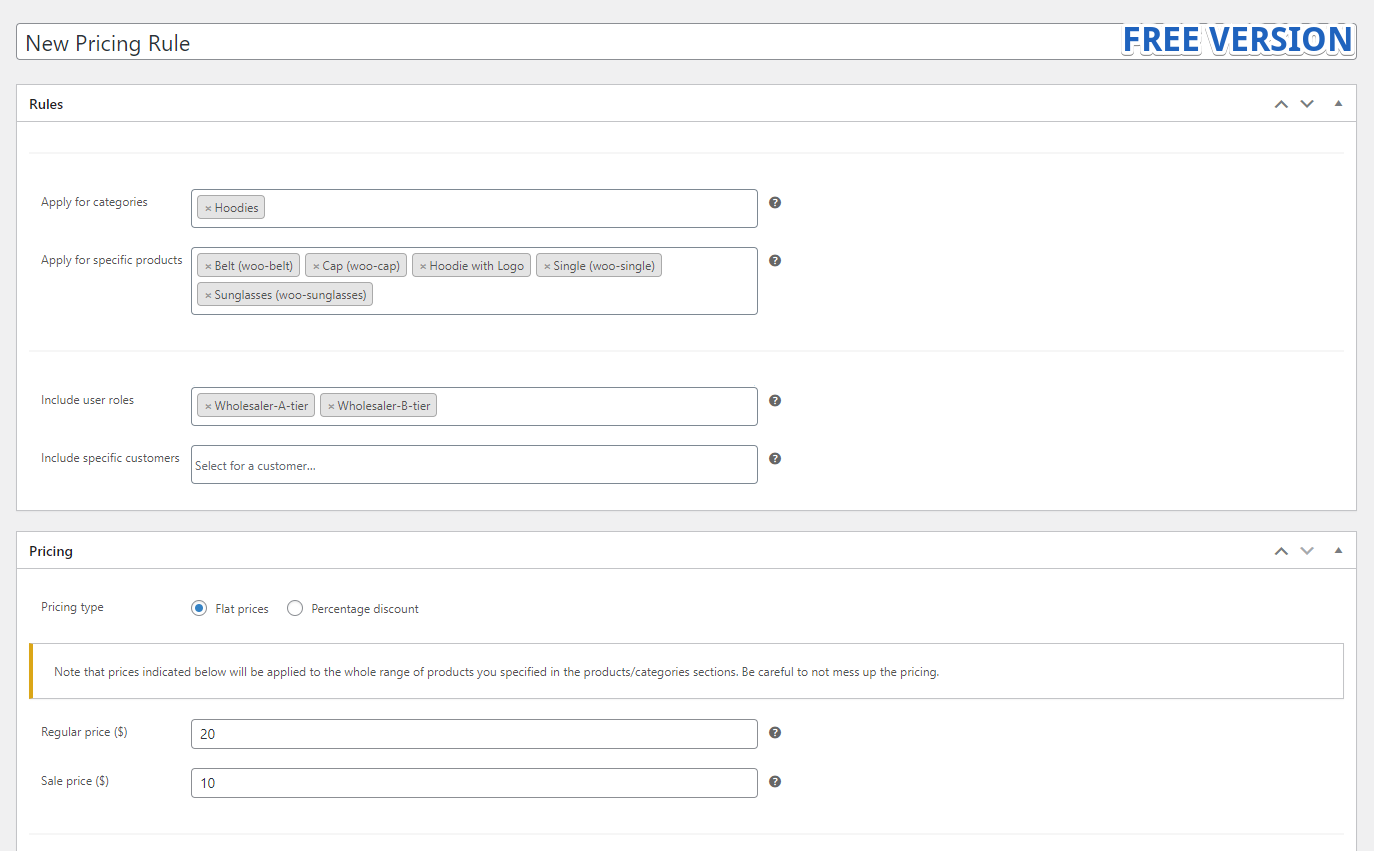 New Pricing Rule FREE VERSION
Rules
Apply for categories
× Hoodies
Apply for specific products
× Belt (woo-belt) × Cap (woo-cap) × Hoodie with Logo × Single (woo-single)
× Sunglasses (woo-sunglasses)
Include user roles
× Wholesaler-A-tier × Wholesaler-B-tier
Include specific customers
Select for a customer...
Pricing
Pricing type Flat prices Percentage discount
Note that prices indicated below will be applied to the whole range of products you specified in the products/categories sections. Be careful to not mess up the pricing.
Regular price ($) 20
Sale price ($) 10